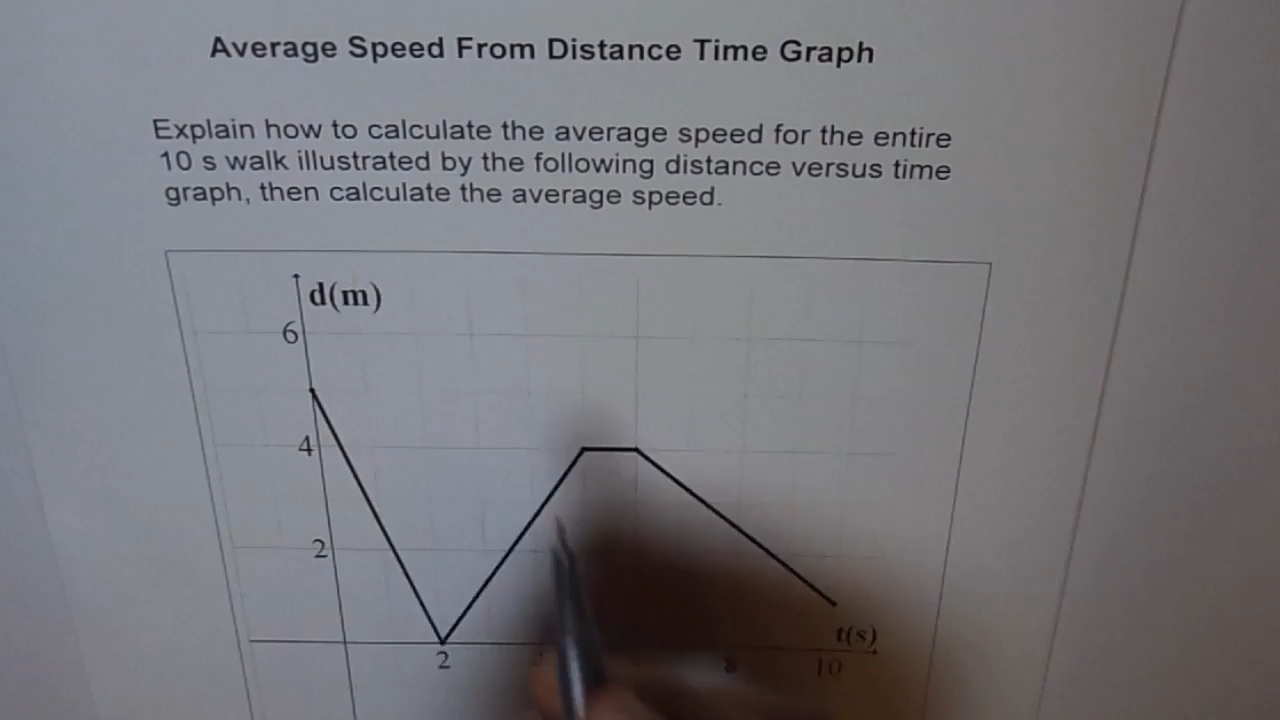 Average Speed From Distance Time Graph
Explain how to calculate the average speed for the entire
10 s walk illustrated by the following distance versus time
graph, then calculate the average speed.
d(m)
6
4
2
t(s)
2
8
10